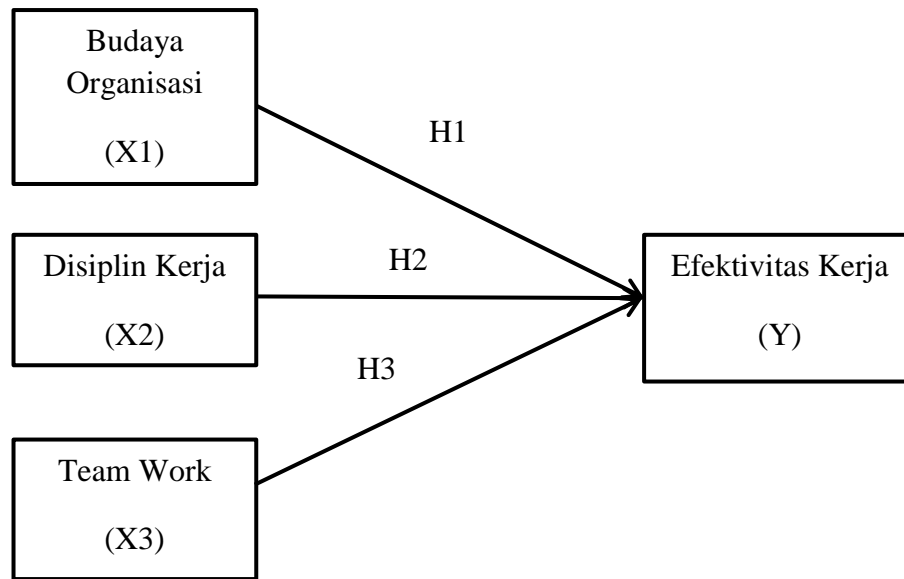 Budaya
Organisasi
(X1)
H1
Disiplin Kerja
(X2)
H2
Efektivitas Kerja
(Y)
H3
Team Work
(X3)